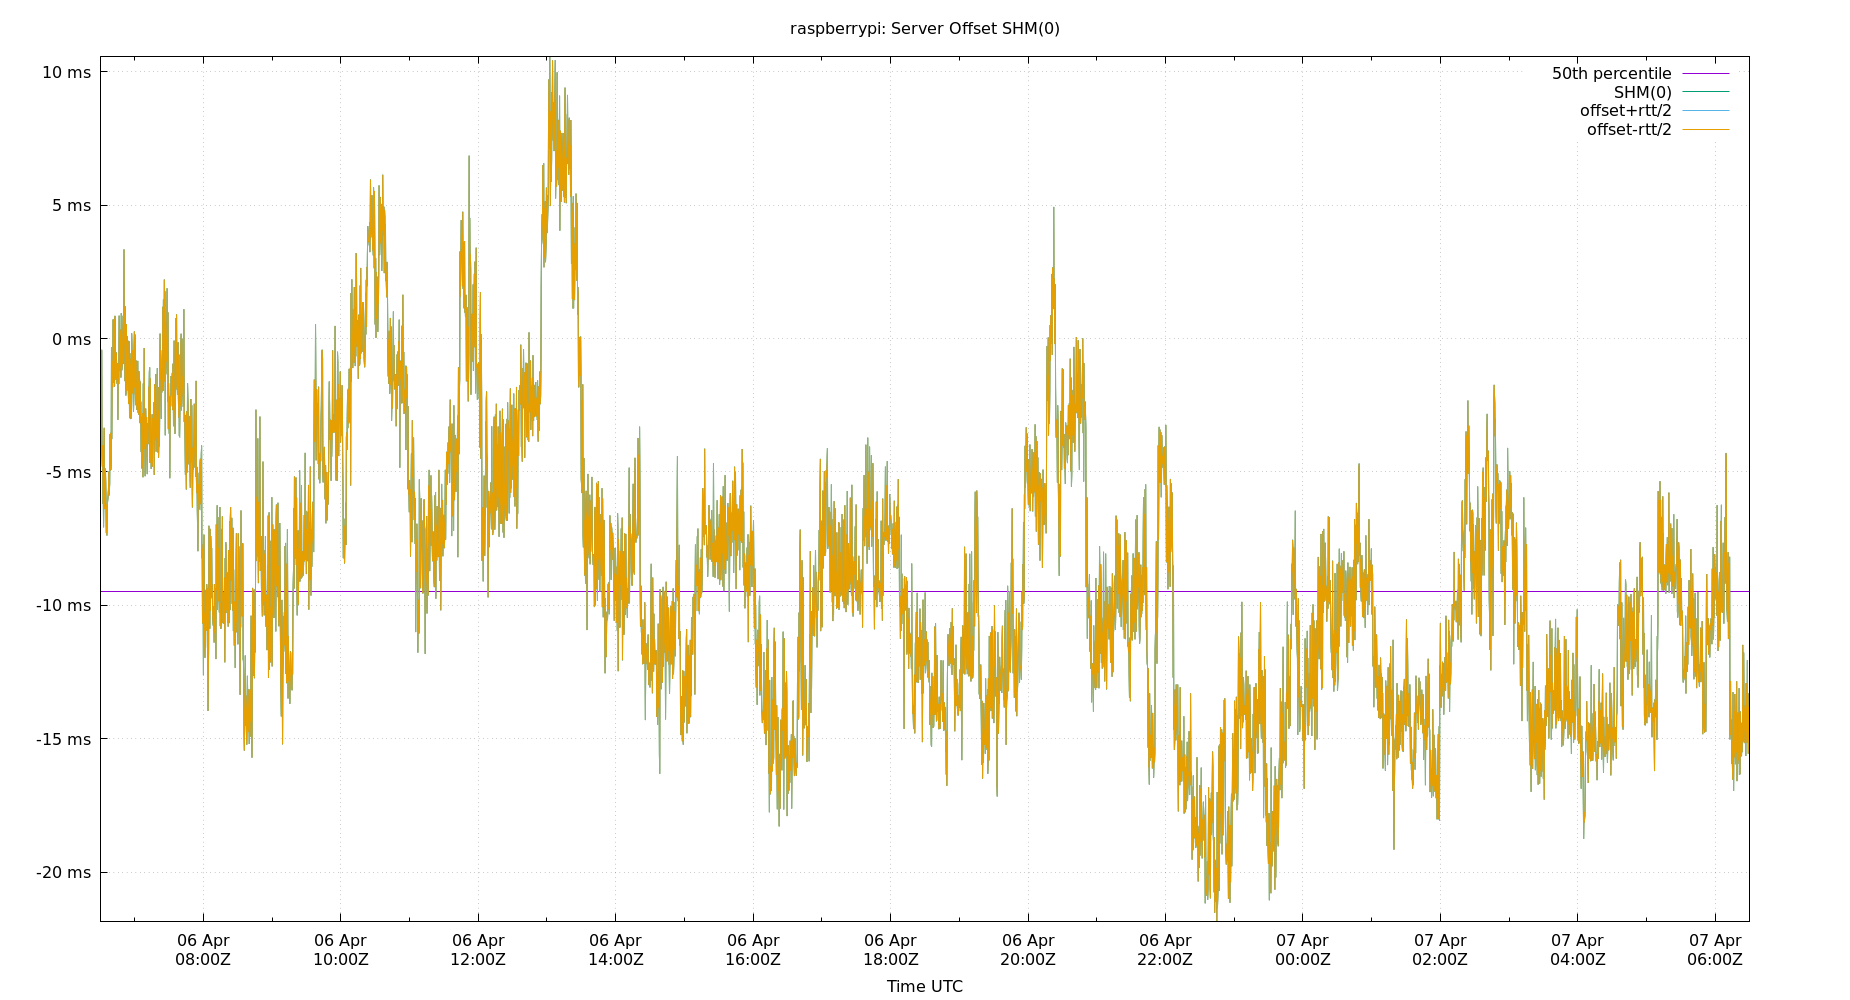 raspberrypi: Server Offset SHM(0)
10 ms
5 ms
0 ms
-5 ms
-10 ms
-15 ms
-20 ms
50th percentile
SHM(0)
offset+rtt/2
offset-rtt/2
06 Apr 06 Apr 06 Apr 06 Apr 06 Apr 06 Apr 06 Apr 06 Apr 07 Apr 07 Apr 07 Apr 07 Apr
08:00Z 10:00Z 12:00Z 14:00Z 16:00Z 18:00Z 20:00Z 22:00Z 00:00Z 02:00Z 04:00Z 06:00Z
Time UTC